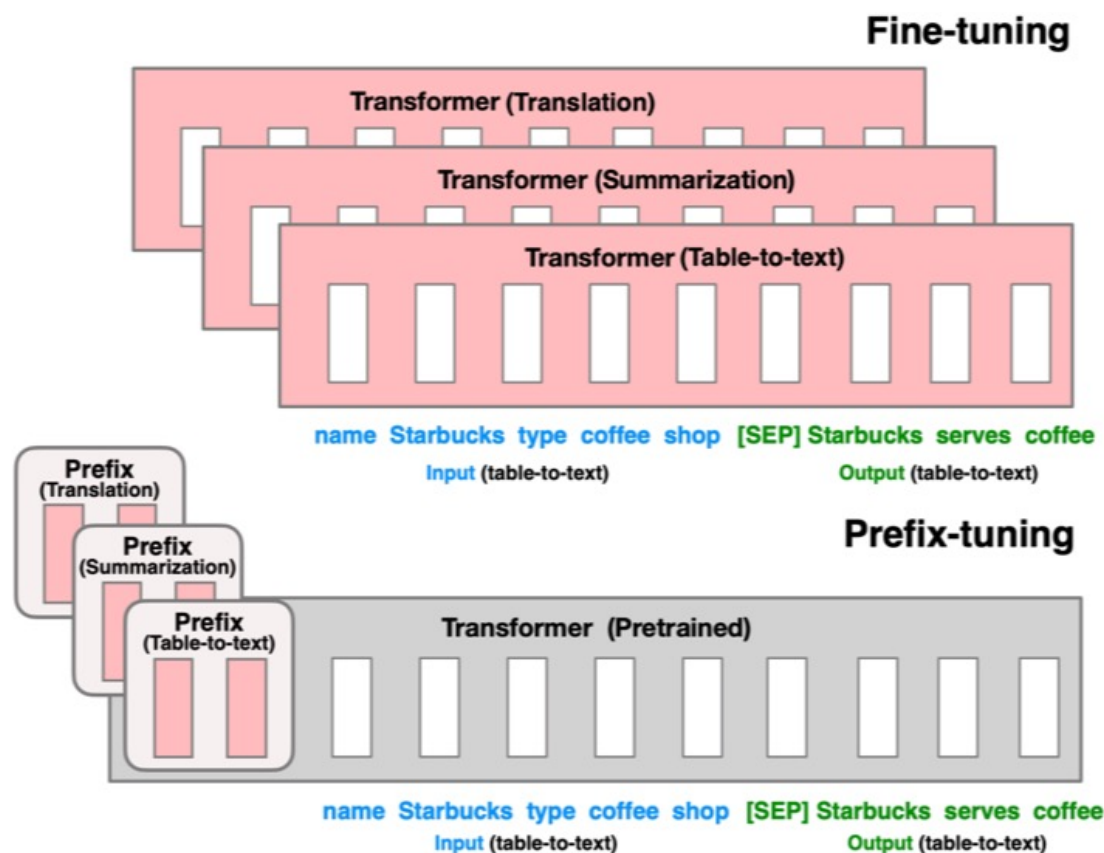 Fine-tuning
Transformer (Translation)
Transformer (Summarization)
Transformer (Table-to-text)
name Starbucks type coffee shop [SEP] Starbucks serves coffee
Input (table-to-text) Output (table-to-text)
Prefix
(Translation)
Prefix-tuning
Prefix
(Summarization)
Prefix
(Table-to-text)
Transformer (Pretrained)
name Starbucks type coffee shop [SEP] Starbucks serves coffee
Input (table-to-text) Output (table-to-text)